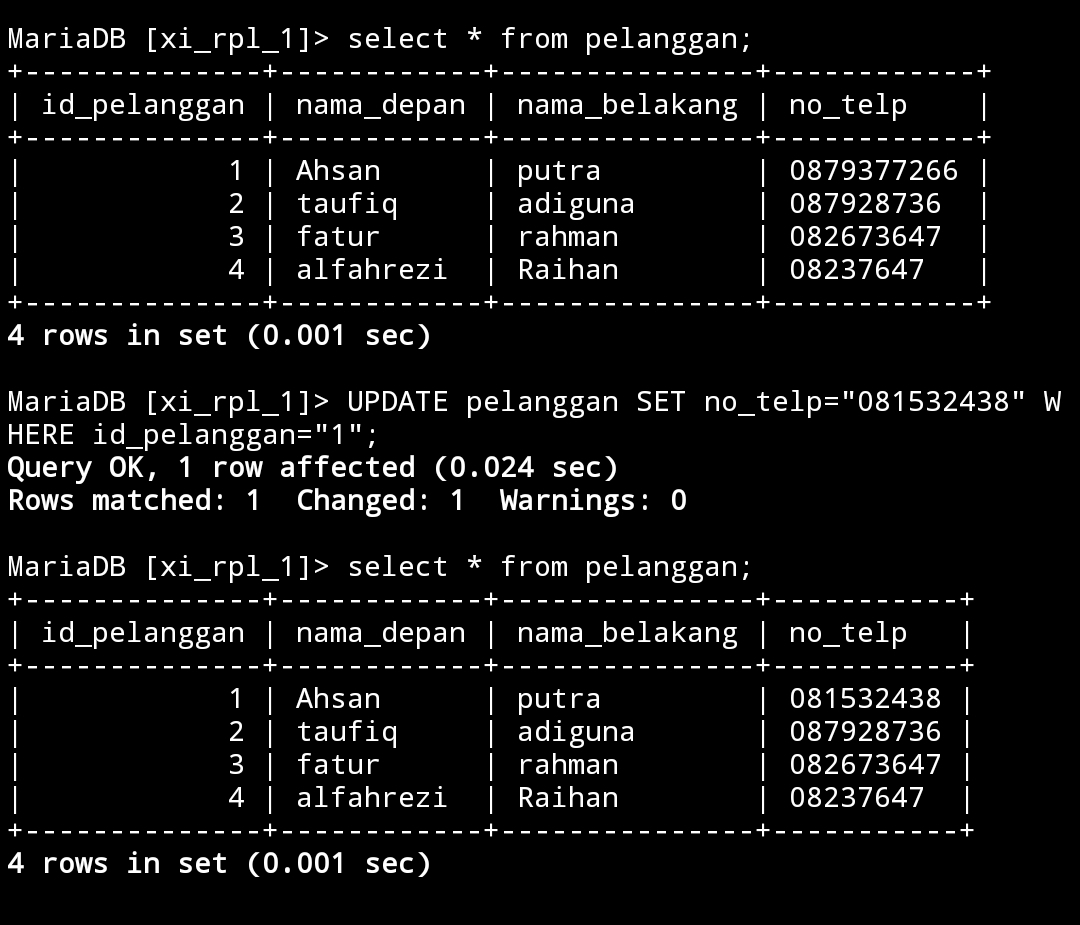 MariaDB [xi_rpl_1]> select * from pelanggan;
+--------------+------------+---------------+------------+
| id_pelanggan | nama_depan | nama_belakang | no_telp    |
+--------------+------------+---------------+------------+
|            1 | Ahsan      | putra         | 0879377266 |
|            2 | taufiq     | adiguna       | 087928736  |
|            3 | fatur      | rahman        | 082673647  |
|            4 | alfahrezi  | Raihan        | 08237647   |
+--------------+------------+---------------+------------+
4 rows in set (0.001 sec)

MariaDB [xi_rpl_1]> UPDATE pelanggan SET no_telp="081532438" W
HERE id_pelanggan="1";
Query OK, 1 row affected (0.024 sec)
Rows matched: 1  Changed: 1  Warnings: 0

MariaDB [xi_rpl_1]> select * from pelanggan;
+--------------+------------+---------------+-----------+
| id_pelanggan | nama_depan | nama_belakang | no_telp   |
+--------------+------------+---------------+-----------+
|            1 | Ahsan      | putra         | 081532438 |
|            2 | taufiq     | adiguna       | 087928736 |
|            3 | fatur      | rahman        | 082673647 |
|            4 | alfahrezi  | Raihan        | 08237647  |
+--------------+------------+---------------+-----------+
4 rows in set (0.001 sec)